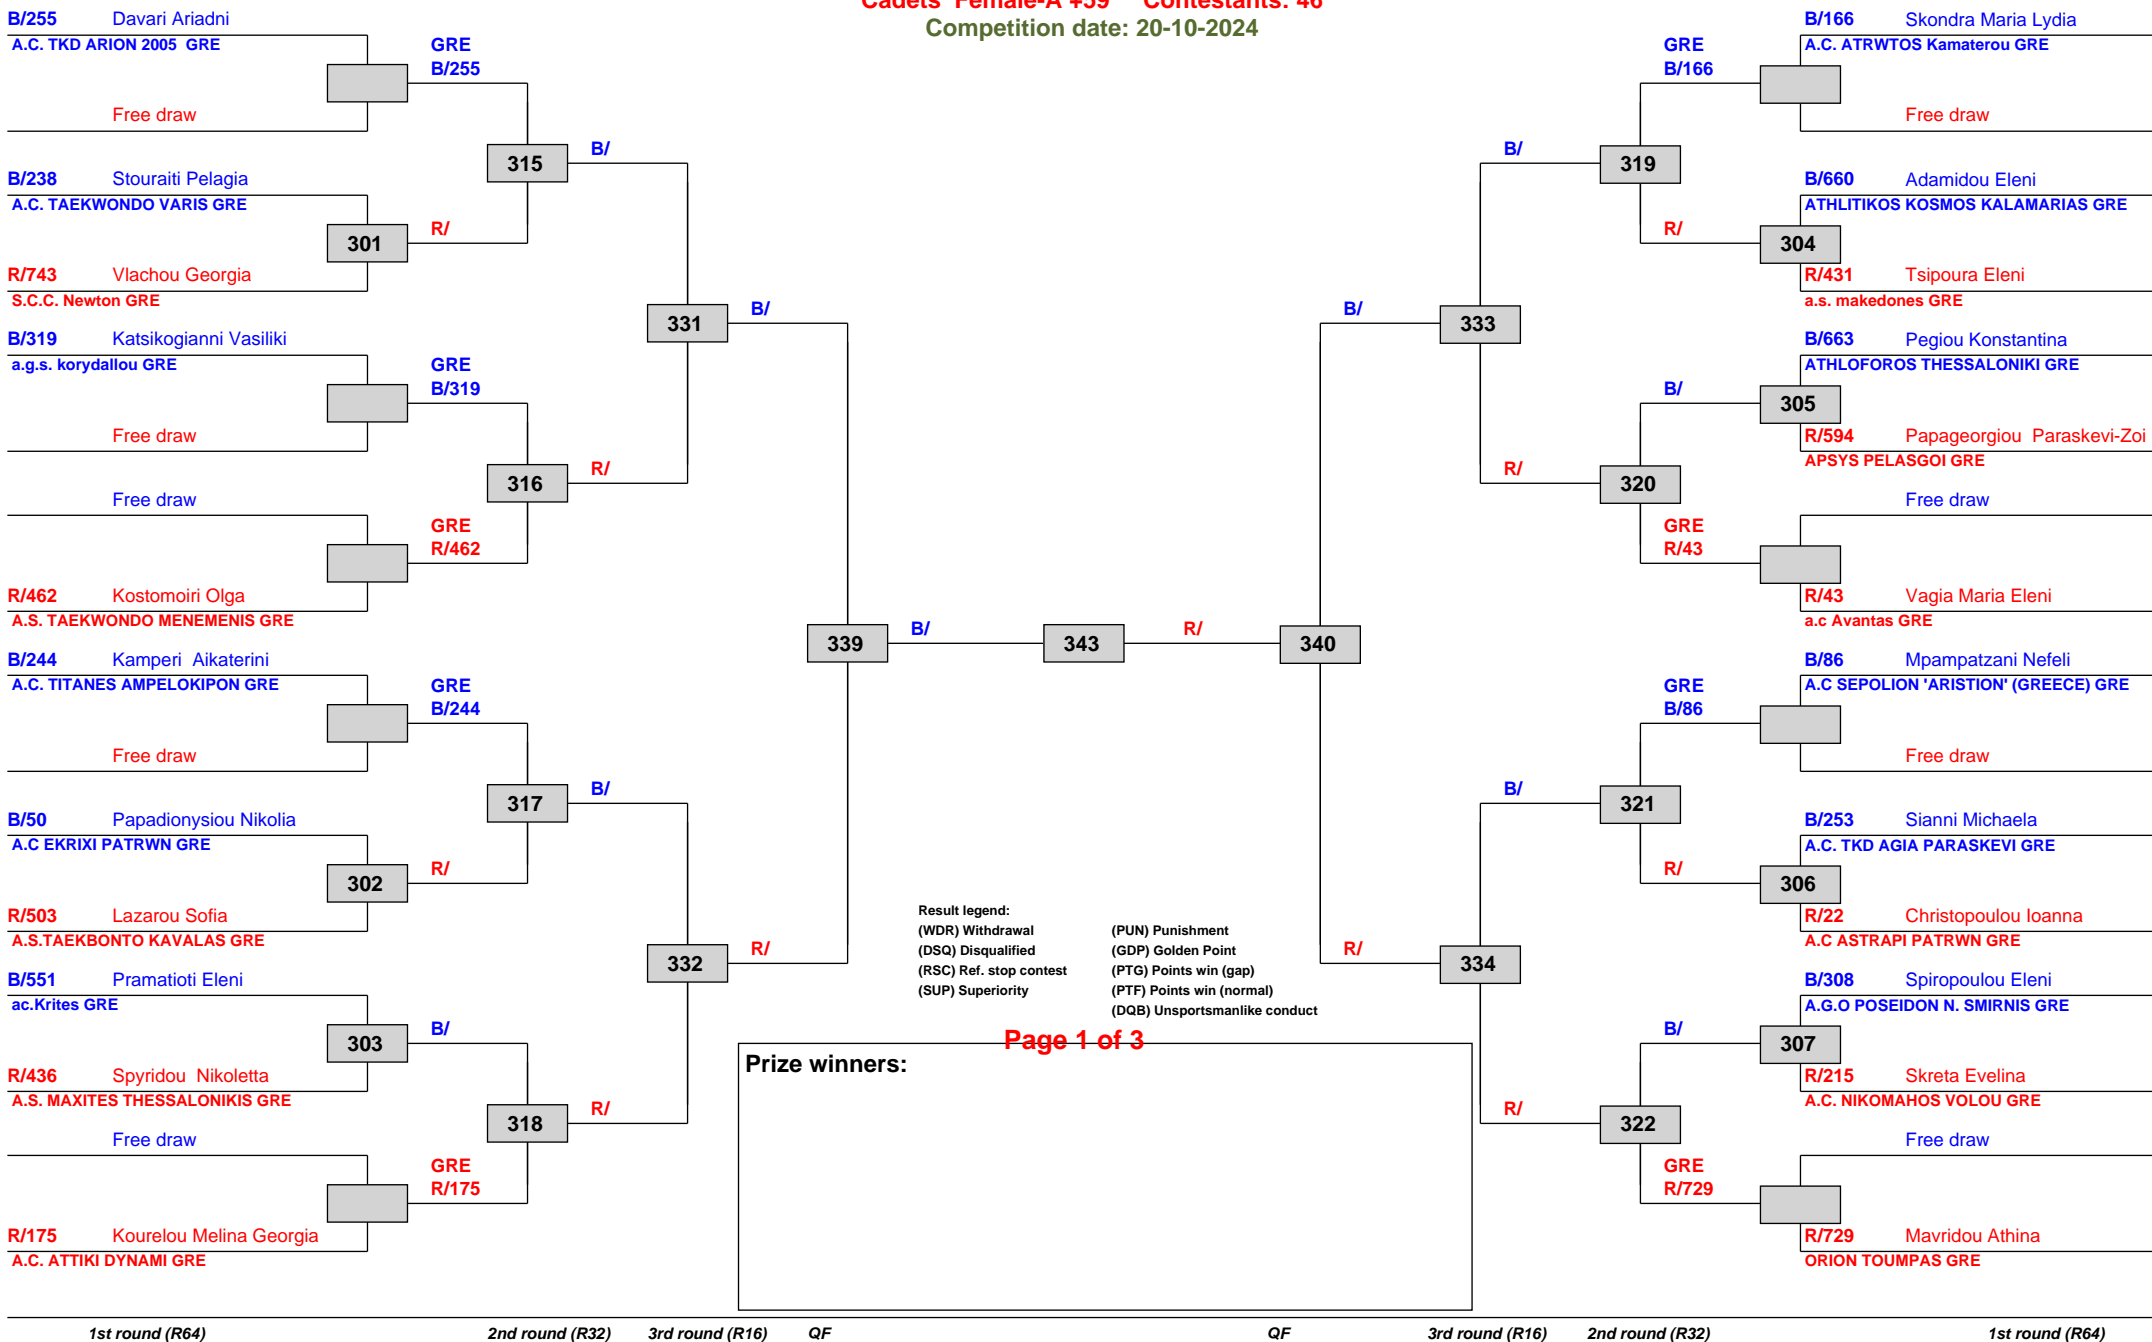 Cadets Female-A +59 Contestants: 46
Competition date: 20-10-2024
B/255 Davari Ariadni
A.C. TKD ARION 2005 GRE
GRE
B/255
Free draw
315
B/
B/238 Stouraiti Pelagia
A.C. TAEKWONDO VARIS GRE
301
R/
R/743 Vlachou Georgia
S.C.C. Newton GRE
331
B/
B/319 Katsikogianni Vasiliki
a.g.s. korydallou GRE
GRE
B/319
Free draw
316
R/
Free draw
GRE
R/462
R/462 Kostomoiri Olga
A.S. TAEKWONDO MENEMENIS GRE
339
B/
343
R/
340
B/244 Kamperi Aikaterini
A.C. TITANES AMPELOKIPON GRE
GRE
B/244
Free draw
317
B/
B/50 Papadionysiou Nikolia
A.C EKRIXI PATRWN GRE
302
R/
R/503 Lazarou Sofia
A.S.TAEKBONTO KAVALAS GRE
332
R/
B/551 Pramatioti Eleni
ac.Krites GRE
303
B/
R/436 Spyridou Nikoletta
A.S. MAXITES THESSALONIKIS GRE
318
R/
Free draw
GRE
R/175
R/175 Kourelou Melina Georgia
A.C. ATTIKI DYNAMI GRE
B/166 Skondra Maria Lydia
A.C. ATRWTOS Kamaterou GRE
GRE
B/166
Free draw
B/
319
B/660 Adamidou Eleni
ATHLITIKOS KOSMOS KALAMARIAS GRE
R/
304
R/431 Tsipoura Eleni
a.s. makedones GRE
B/
333
B/663 Pegiou Konstantina
ATHLOFOROS THESSALONIKI GRE
B/
305
R/594 Papageorgiou Paraskevi-Zoi
APSYS PELASGOI GRE
R/
320
Free draw
GRE
R/43
R/43 Vagia Maria Eleni
a.c Avantas GRE
B/86 Mpampatzani Nefeli
A.C SEPOLION 'ARISTION' (GREECE) GRE
GRE
B/86
Free draw
B/
321
B/253 Sianni Michaela
A.C. TKD AGIA PARASKEVI GRE
R/
306
R/22 Christopoulou Ioanna
A.C ASTRAPI PATRWN GRE
R/
334
B/308 Spiropoulou Eleni
A.G.O POSEIDON N. SMIRNIS GRE
B/
307
R/215 Skreta Evelina
A.C. NIKOMAHOS VOLOU GRE
R/
322
Free draw
GRE
R/729
R/729 Mavridou Athina
ORION TOUMPAS GRE
Result legend:
(WDR) Withdrawal (PUN) Punishment
(DSQ) Disqualified (GDP) Golden Point
(RSC) Ref. stop contest (PTG) Points win (gap)
(SUP) Superiority (PTF) Points win (normal)
(DQB) Unsportsmanlike conduct
Page 1 of 3
Prize winners:
1st round (R64) 2nd round (R32) 3rd round (R16) QF QF 3rd round (R16) 2nd round (R32) 1st round (R64)